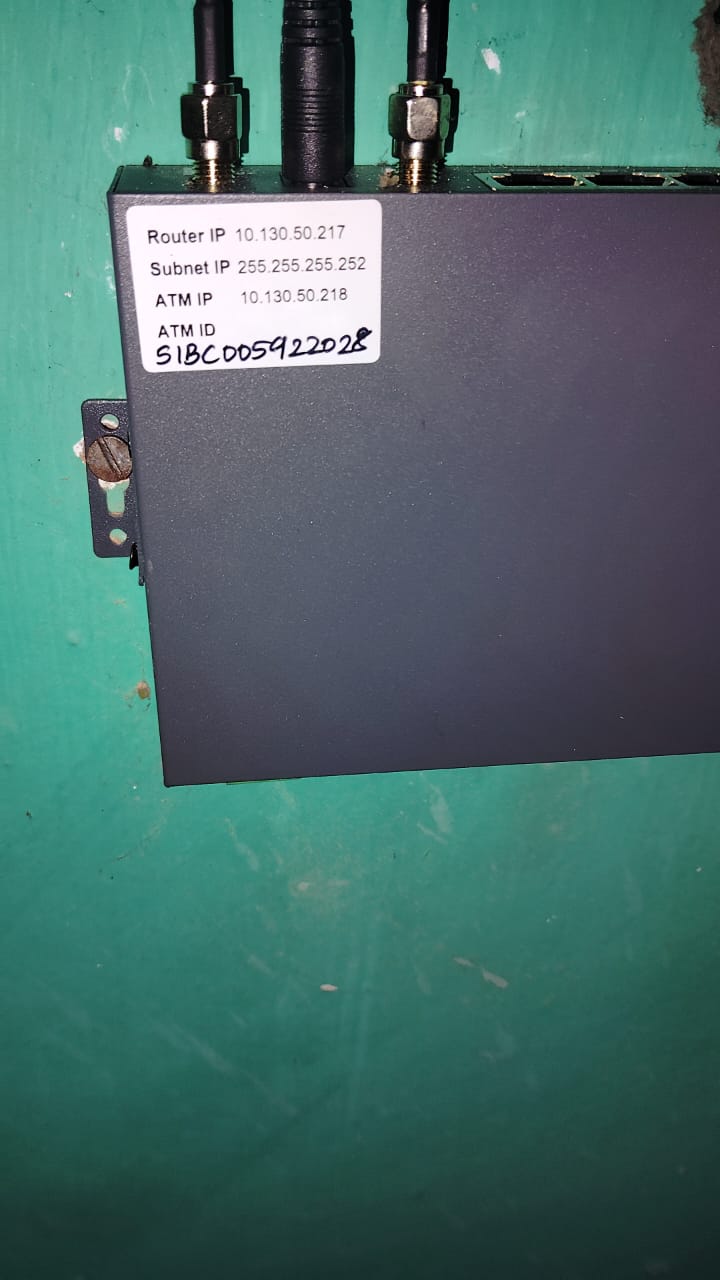 Router IP 10.130.50.217
Subnet IP 255.255.255.252
ATM IP 10.130.50.218
ATM ID
S1BC005922028